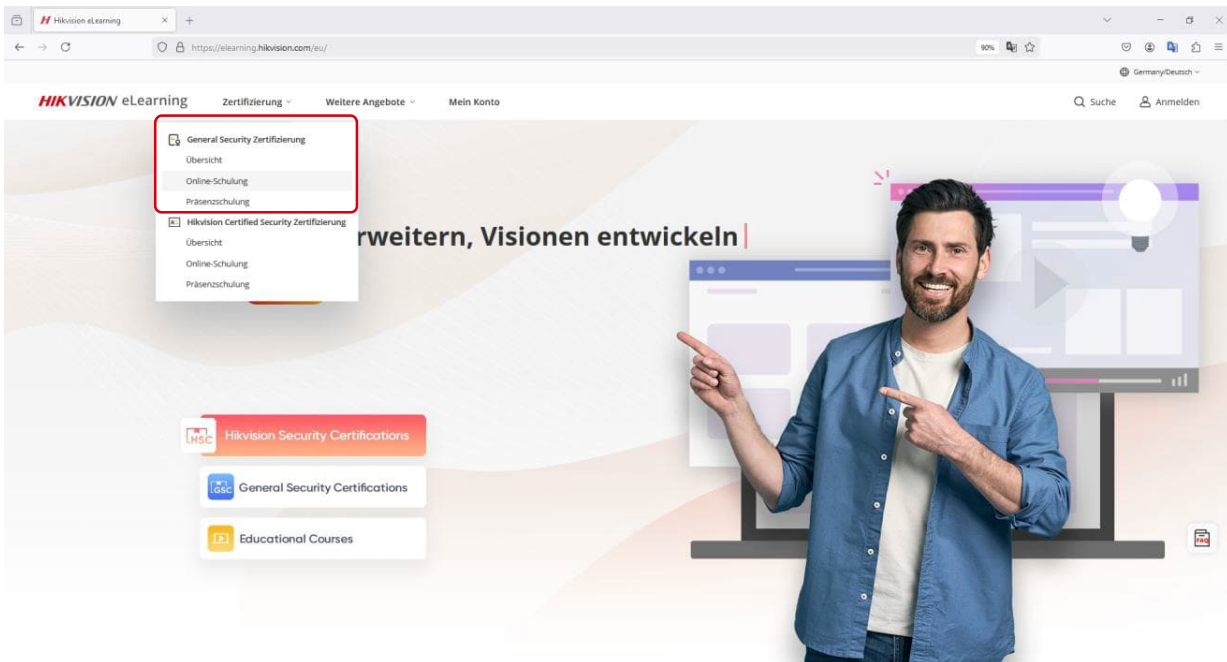 Hikvision eLearning
https://elearning.hikvision.com/eu/
90%
Germany/Deutsch
HIKVISION eLearning Zertifizierung Weitere Angebote Mein Konto Suche Anmelden
General Security Zertifizierung
Übersicht
Online-Schulung
Präsenzschulung
Hikvision Certified Security Zertifizierung
Übersicht
Online-Schulung
Präsenzschulung
rweitern, Visionen entwickeln
HSC Hikvision Security Certifications
GSC General Security Certifications
Educational Courses
FAQ